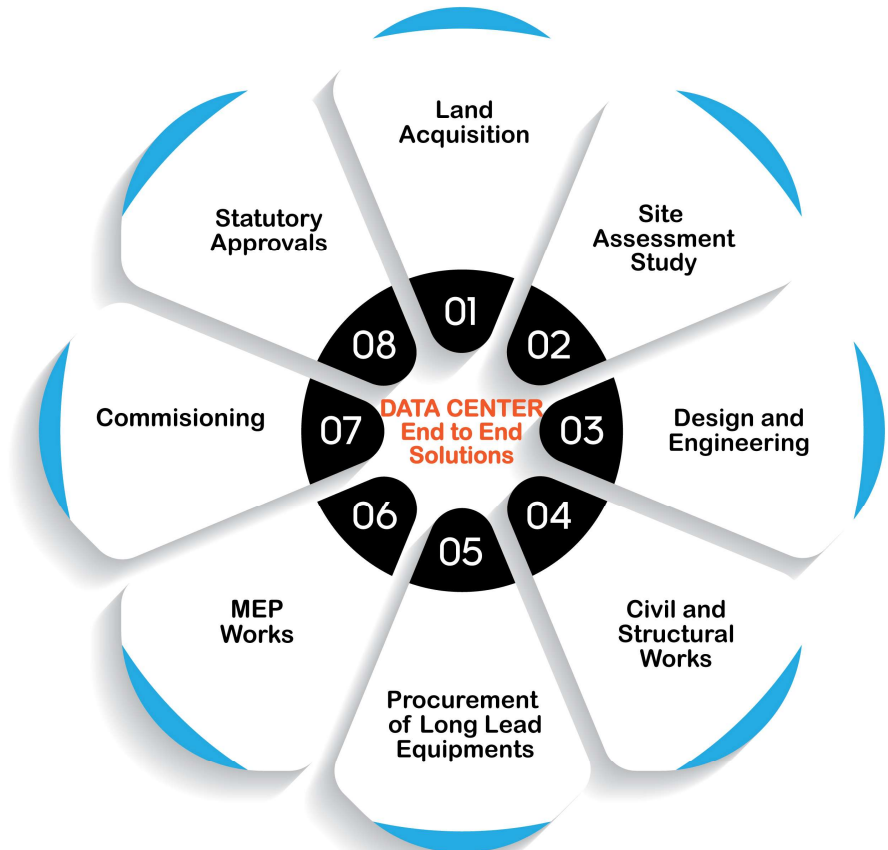 Land
Acquisition
01
Site
Assessment
Study
02
Design and
Engineering
03
Civil and
Structural
Works
04
Procurement
of Long Lead
Equipments
05
MEP
Works
06
Commisioning
07
Statutory
Approvals
08
DATA CENTER
End to End
Solutions